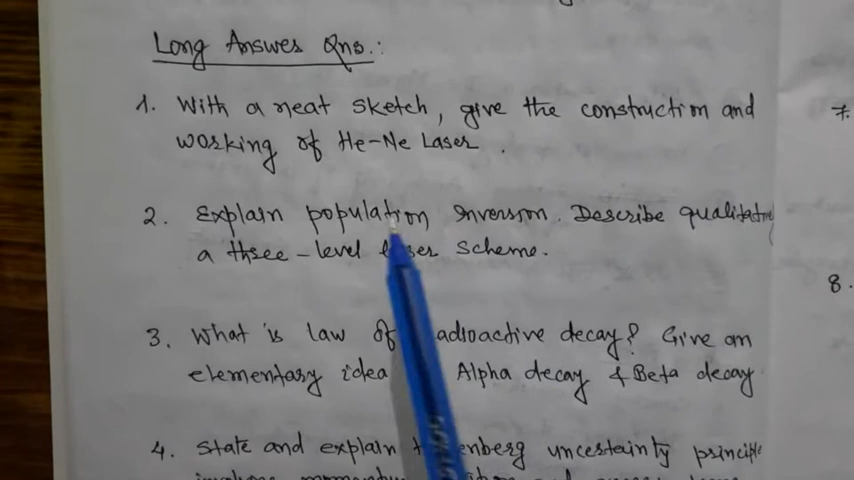 Long Answer Qns.:
1. With a neat sketch, give the construction and
working of He-Ne Laser.
2. Explain population inversion. Describe
a three-level scheme.
3. What is law of decay? Give an
elementary idea Alpha decay & Beta decay
4. State and explain uncertainty principle
7.
8.